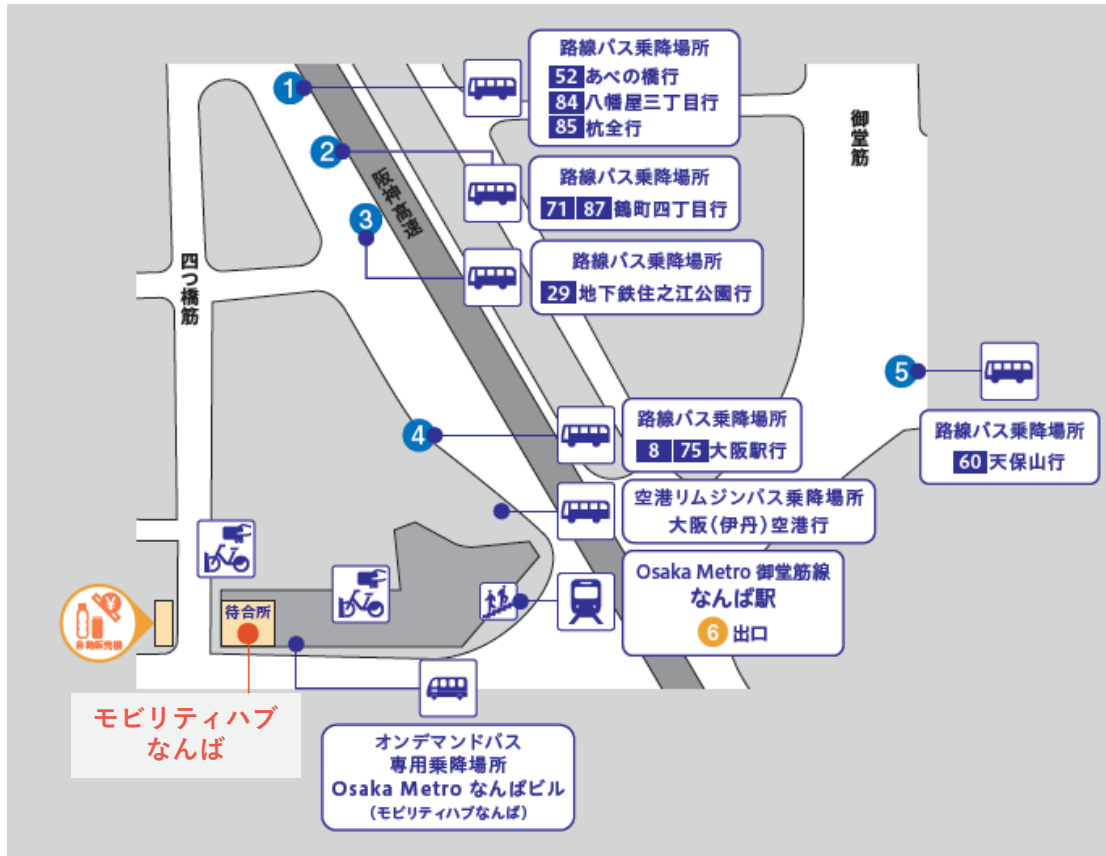 1
路線バス乗降場所
52 あべの橋行
84 八幡屋三丁目行
85 杭全行
御堂筋
2
阪神高速
路線バス乗降場所
71 87 鶴町四丁目行
3
路線バス乗降場所
29 地下鉄住之江公園行
四つ橋筋
5
路線バス乗降場所
60 天保山行
4
路線バス乗降場所
8 75 大阪駅行
空港リムジンバス乗降場所
大阪(伊丹)空港行
Osaka Metro 御堂筋線
なんば駅
6 出口
¥
自動販売機
待合所
モビリティハブ
なんば
オンデマンドバス
専用乗降場所
Osaka Metro なんばビル
(モビリティハブなんば)